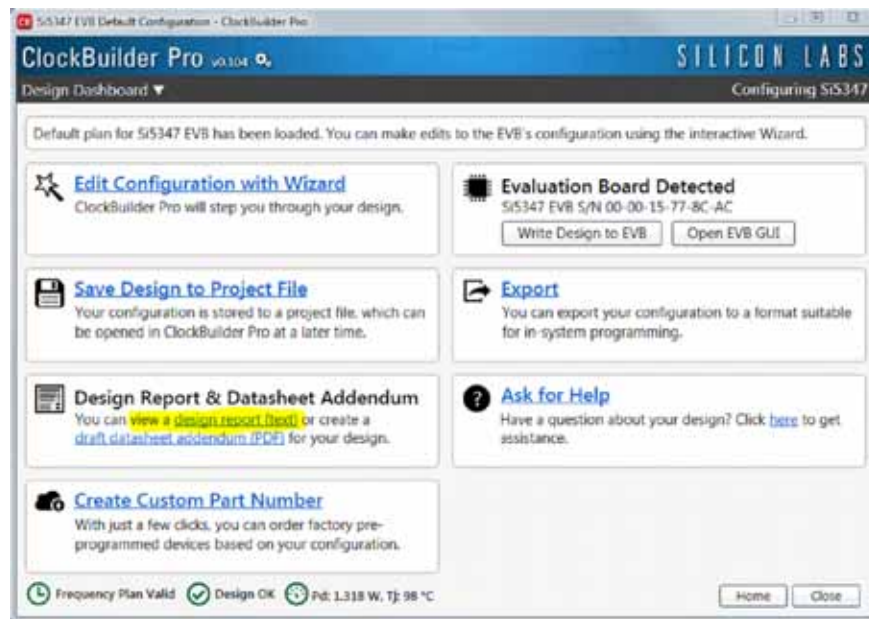 Si5347 EVB Default Configuration - ClockBuilder Pro
ClockBuilder Pro v0.104
SILICON LABS
Design Dashboard ▼
Configuring Si5347
Default plan for Si5347 EVB has been loaded. You can make edits to the EVB's configuration using the interactive Wizard.
Edit Configuration with Wizard
ClockBuilder Pro will step you through your design.
Evaluation Board Detected
Si5347 EVB S/N 00-00-15-77-8C-AC
Write Design to EVB
Open EVB GUI
Save Design to Project File
Your configuration is stored to a project file, which can
be opened in ClockBuilder Pro at a later time.
Export
You can export your configuration to a format suitable
for in-system programming.
Design Report & Datasheet Addendum
You can view a design report (text) or create a
draft datasheet addendum (PDF) for your design.
Ask for Help
Have a question about your design? Click here to get
assistance.
Create Custom Part Number
With just a few clicks, you can order factory pre-
programmed devices based on your configuration.
Frequency Plan Valid
Design OK
Pd: 1.318 W, Tj: 98 °C
Home
Close